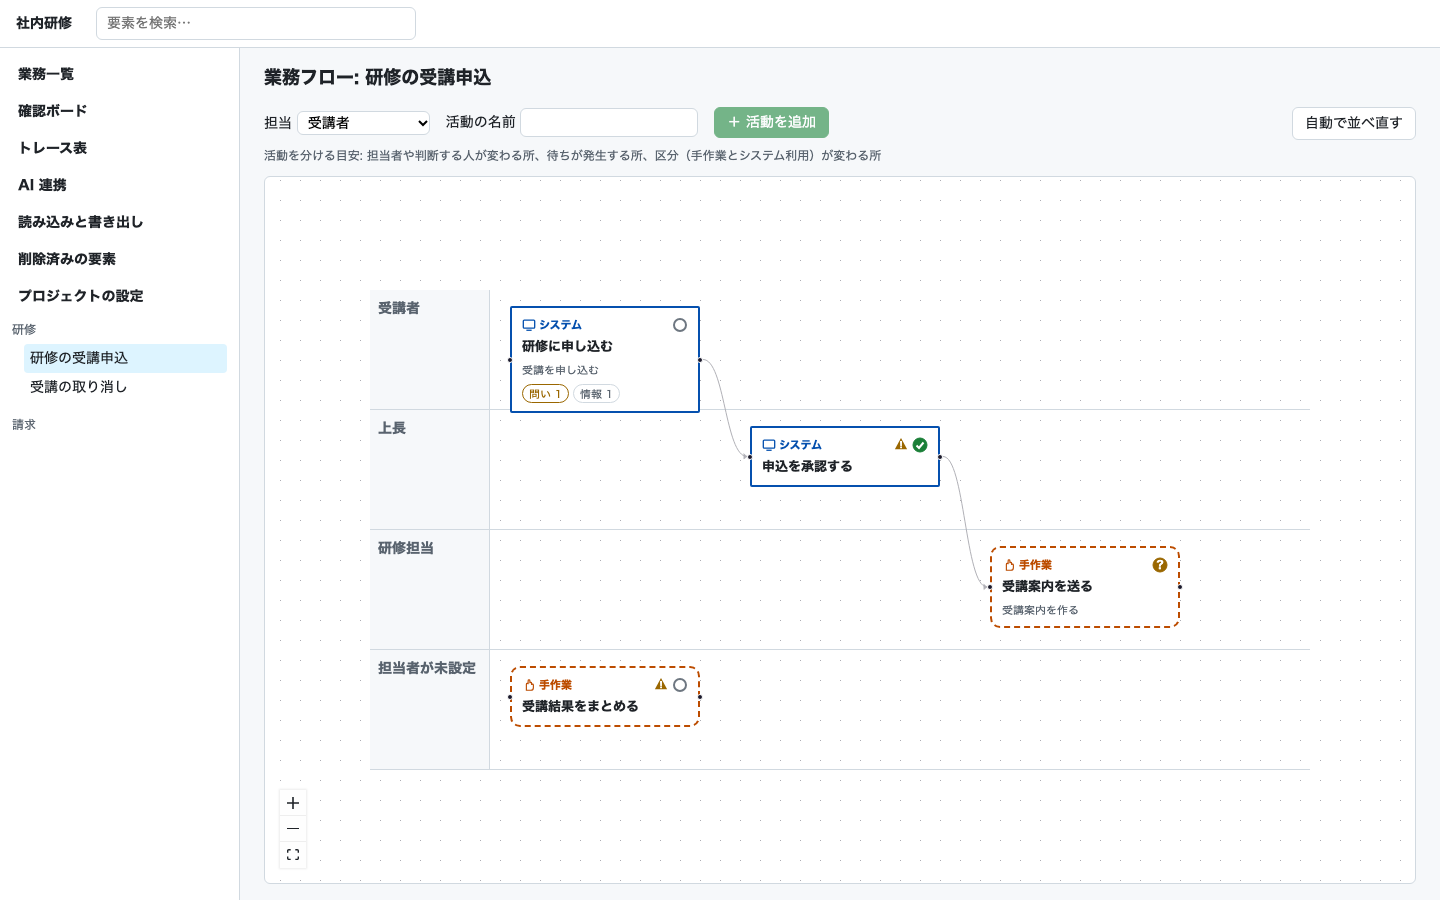 社内研修
要素を検索…
業務一覧
確認ボード
トレース表
AI 連携
読み込みと書き出し
削除済みの要素
プロジェクトの設定
研修
研修の受講申込
受講の取り消し
請求
業務フロー: 研修の受講申込
担当 受講者 活動の名前 ＋ 活動を追加 自動で並べ直す
活動を分ける目安: 担当者や判断する人が変わる所、待ちが発生する所、区分（手作業とシステム利用）が変わる所
受講者
システム
研修に申し込む
受講を申し込む
問い 1 情報 1
上長
システム
申込を承認する
研修担当
手作業
受講案内を送る
受講案内を作る
担当者が未設定
手作業
受講結果をまとめる